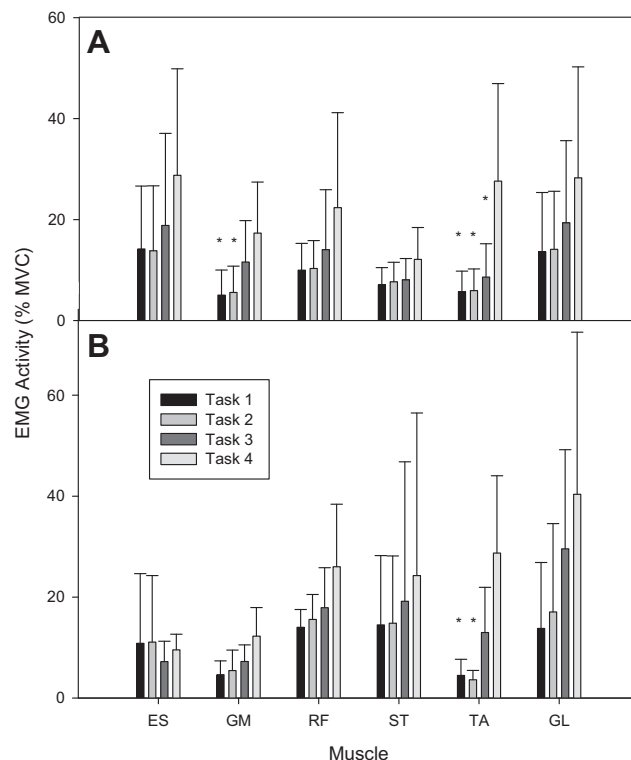 60
A
40
20
* * * * *
0
B
EMG Activity (% MVC)
Task 1
Task 2
Task 3
Task 4
60
40
20
* *
0
ES GM RF ST TA GL
Muscle